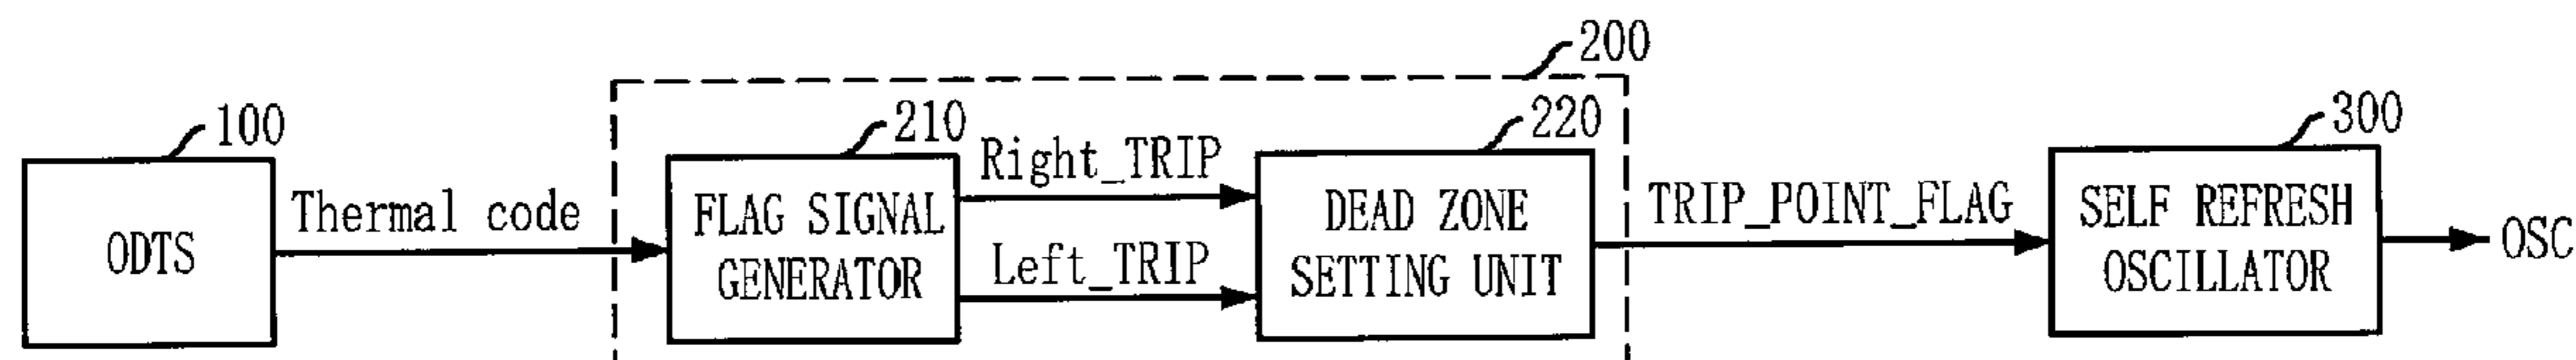 200
100
210
220
300
ODTS
Thermal code
FLAG SIGNAL
GENERATOR
Right_TRIP
Left_TRIP
DEAD ZONE
SETTING UNIT
TRIP_POINT_FLAG
SELF REFRESH
OSCILLATOR
OSC